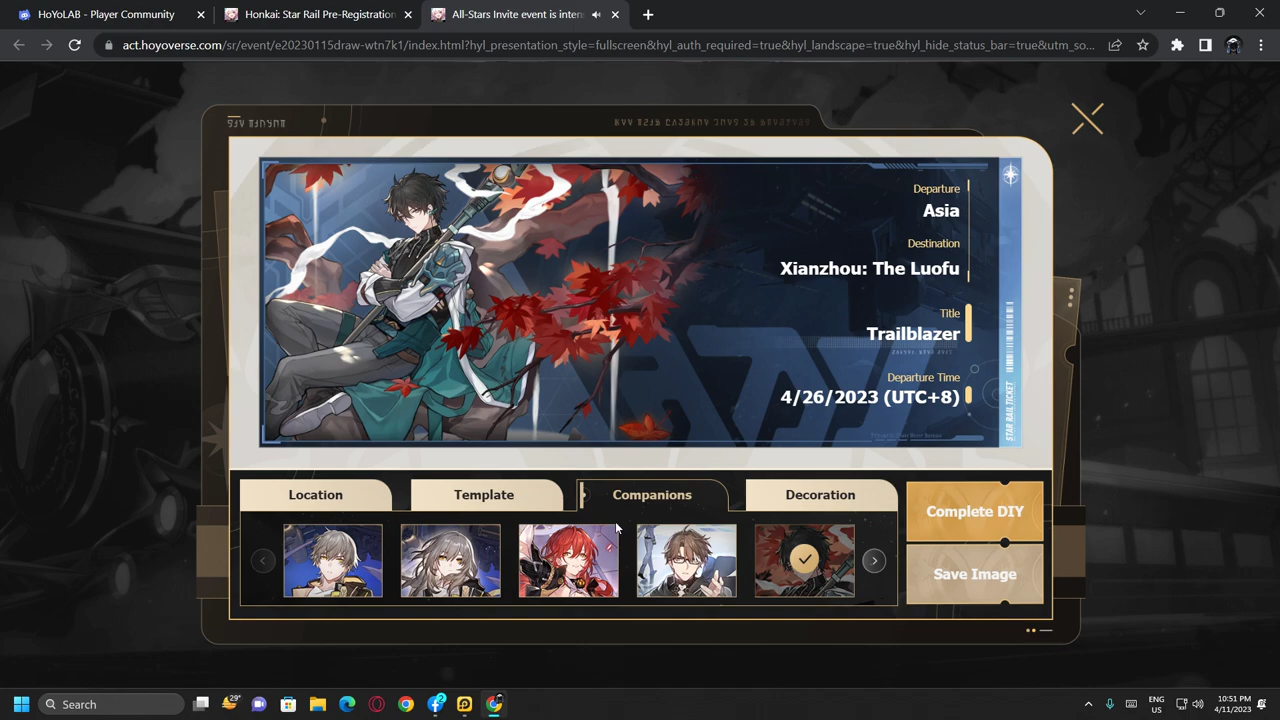 HoYoLAB - Player Community
Honkai: Star Rail Pre-Registration
All-Stars Invite event is inten
act.hoyoverse.com/sr/event/e20230115draw-wtn7k1/index.html?hyl_presentation_style=fullscreen&hyl_auth_required=true&hyl_landscape=true&hyl_hide_status_bar=true&utm_so...
Departure
Asia
Destination
Xianzhou: The Luofu
Title
Trailblazer
Departure Time
4/26/2023 (UTC+8)
STAR RAIL TICKET
Location
Template
Companions
Decoration
Complete DIY
Save Image
Search
29°
2
ENG
US
10:51 PM
4/11/2023